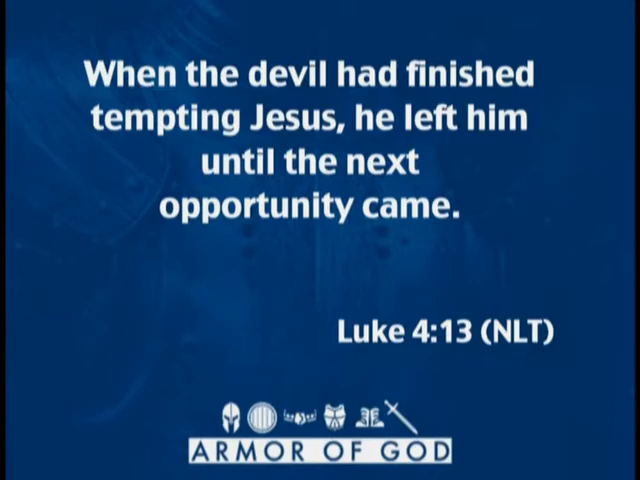 When the devil had finished
tempting Jesus, he left him
until the next
opportunity came.
Luke 4:13 (NLT)
ARMOR OF GOD